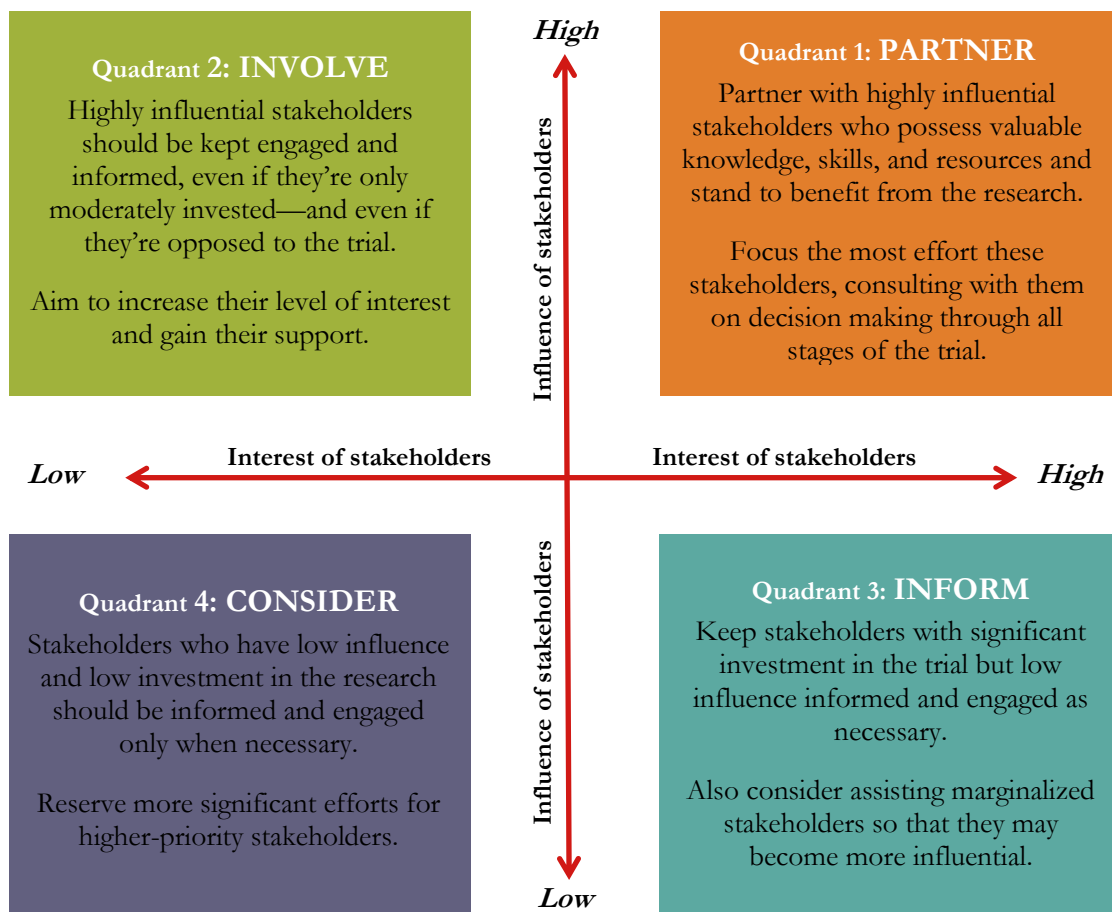 High
Quadrant 2: INVOLVE
Highly influential stakeholders
should be kept engaged and
informed, even if they’re only
moderately invested—and even if
they’re opposed to the trial.
Aim to increase their level of interest
and gain their support.
Influence of stakeholders
Quadrant 1: PARTNER
Partner with highly influential
stakeholders who possess valuable
knowledge, skills, and resources and
stand to benefit from the research.
Focus the most effort these
stakeholders, consulting with them
on decision making through all
stages of the trial.
Low
Interest of stakeholders
Interest of stakeholders
High
Quadrant 4: CONSIDER
Stakeholders who have low influence
and low investment in the research
should be informed and engaged
only when necessary.
Reserve more significant efforts for
higher-priority stakeholders.
Influence of stakeholders
Quadrant 3: INFORM
Keep stakeholders with significant
investment in the trial but low
influence informed and engaged as
necessary.
Also consider assisting marginalized
stakeholders so that they may
become more influential.
Low